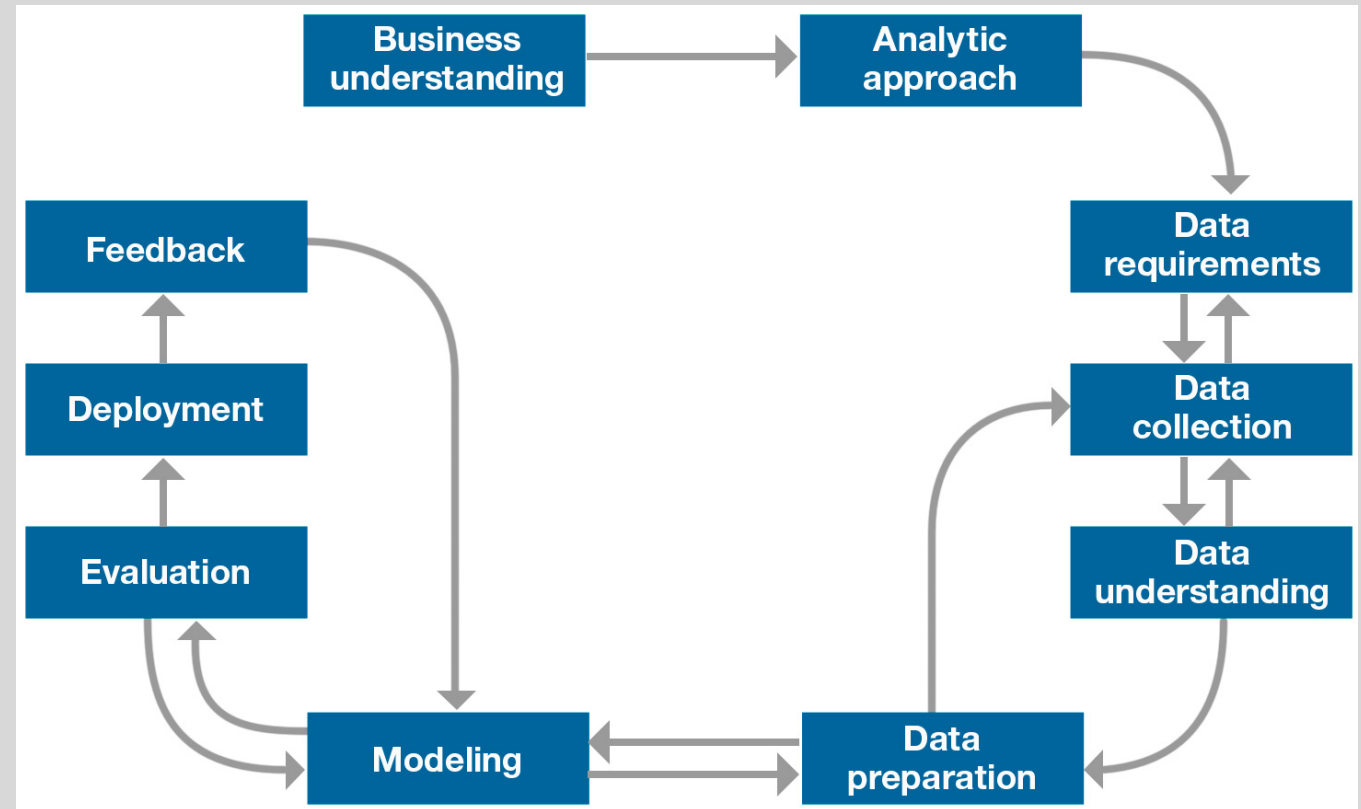 Business
understanding
Analytic
approach
Data
requirements
Data
collection
Data
understanding
Data
preparation
Modeling
Evaluation
Deployment
Feedback